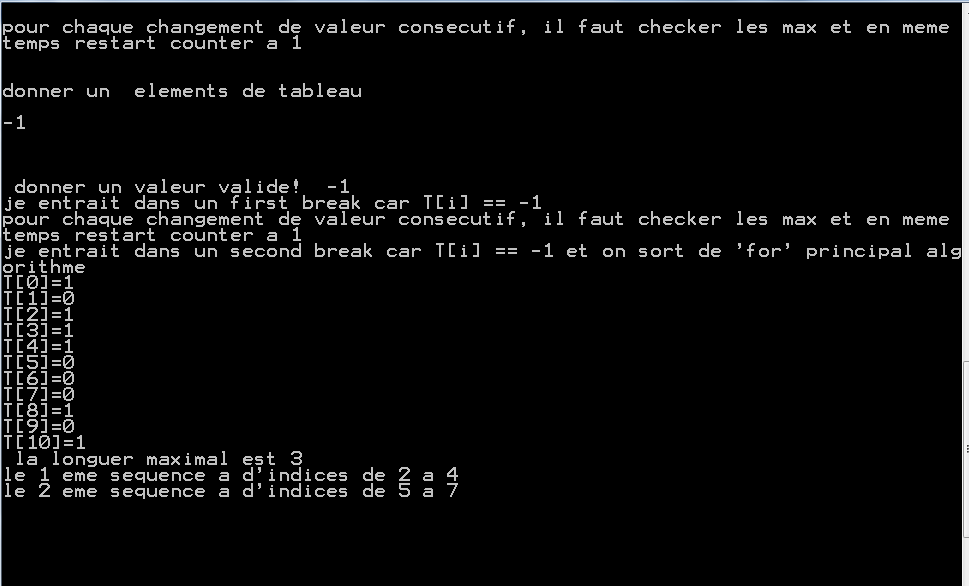 pour chaque changement de valeur consecutif, il faut checker les max et en meme
temps restart counter a 1
donner un  elements de tableau
-1
donner un valeur valide!  -1
je entrait dans un first break car T[i] == -1
pour chaque changement de valeur consecutif, il faut checker les max et en meme
temps restart counter a 1
je entrait dans un second break car T[i] == -1 et on sort de 'for' principal alg
orithme
T[0]=1
T[1]=0
T[2]=1
T[3]=1
T[4]=1
T[5]=0
T[6]=0
T[7]=0
T[8]=1
T[9]=0
T[10]=1
la longuer maximal est 3
le 1 eme sequence a d'indices de 2 a 4
le 2 eme sequence a d'indices de 5 a 7